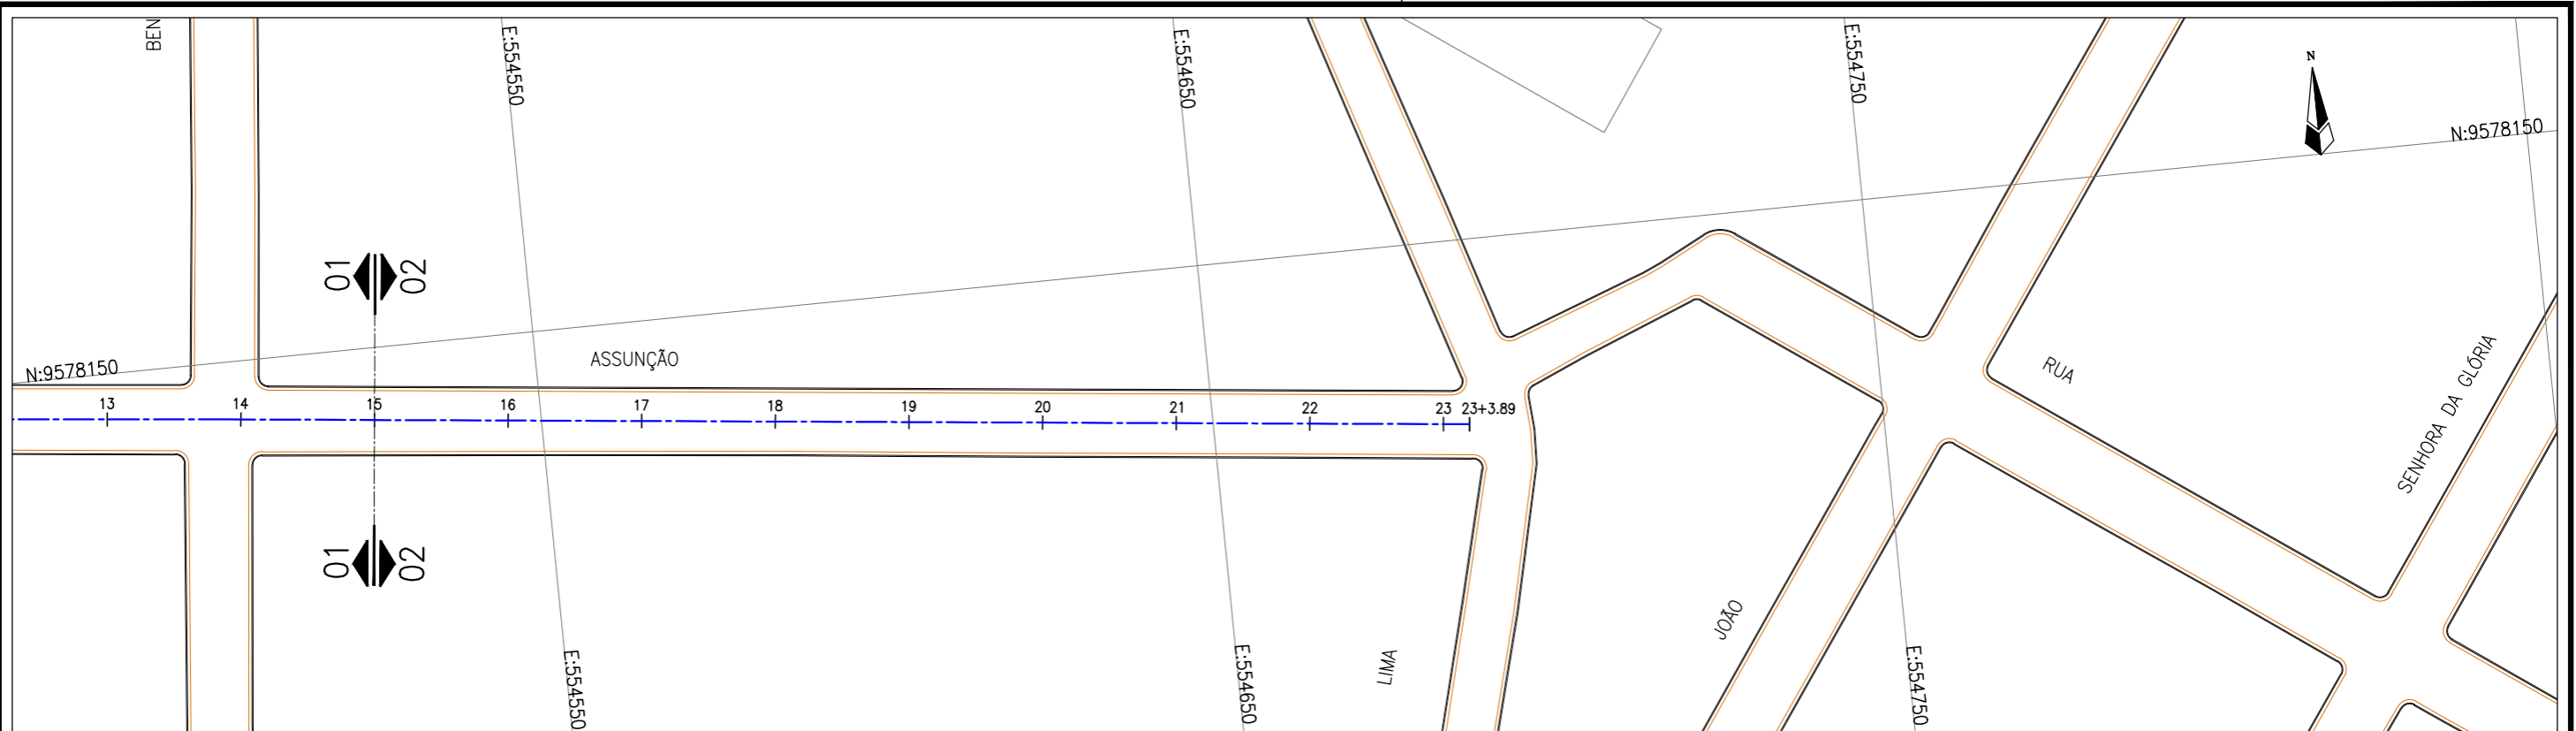 BEN
E:554550
E:554650
E:554750
N
N:9578150
01
02
ASSUNÇÃO
N:9578150
RUA
SENHORA DA GLÓRIA
13
14
15
16
17
18
19
20
21
22
23
23+3.89
01
02
JOÃO
LIMA
E:554550
E:554650
E:554750